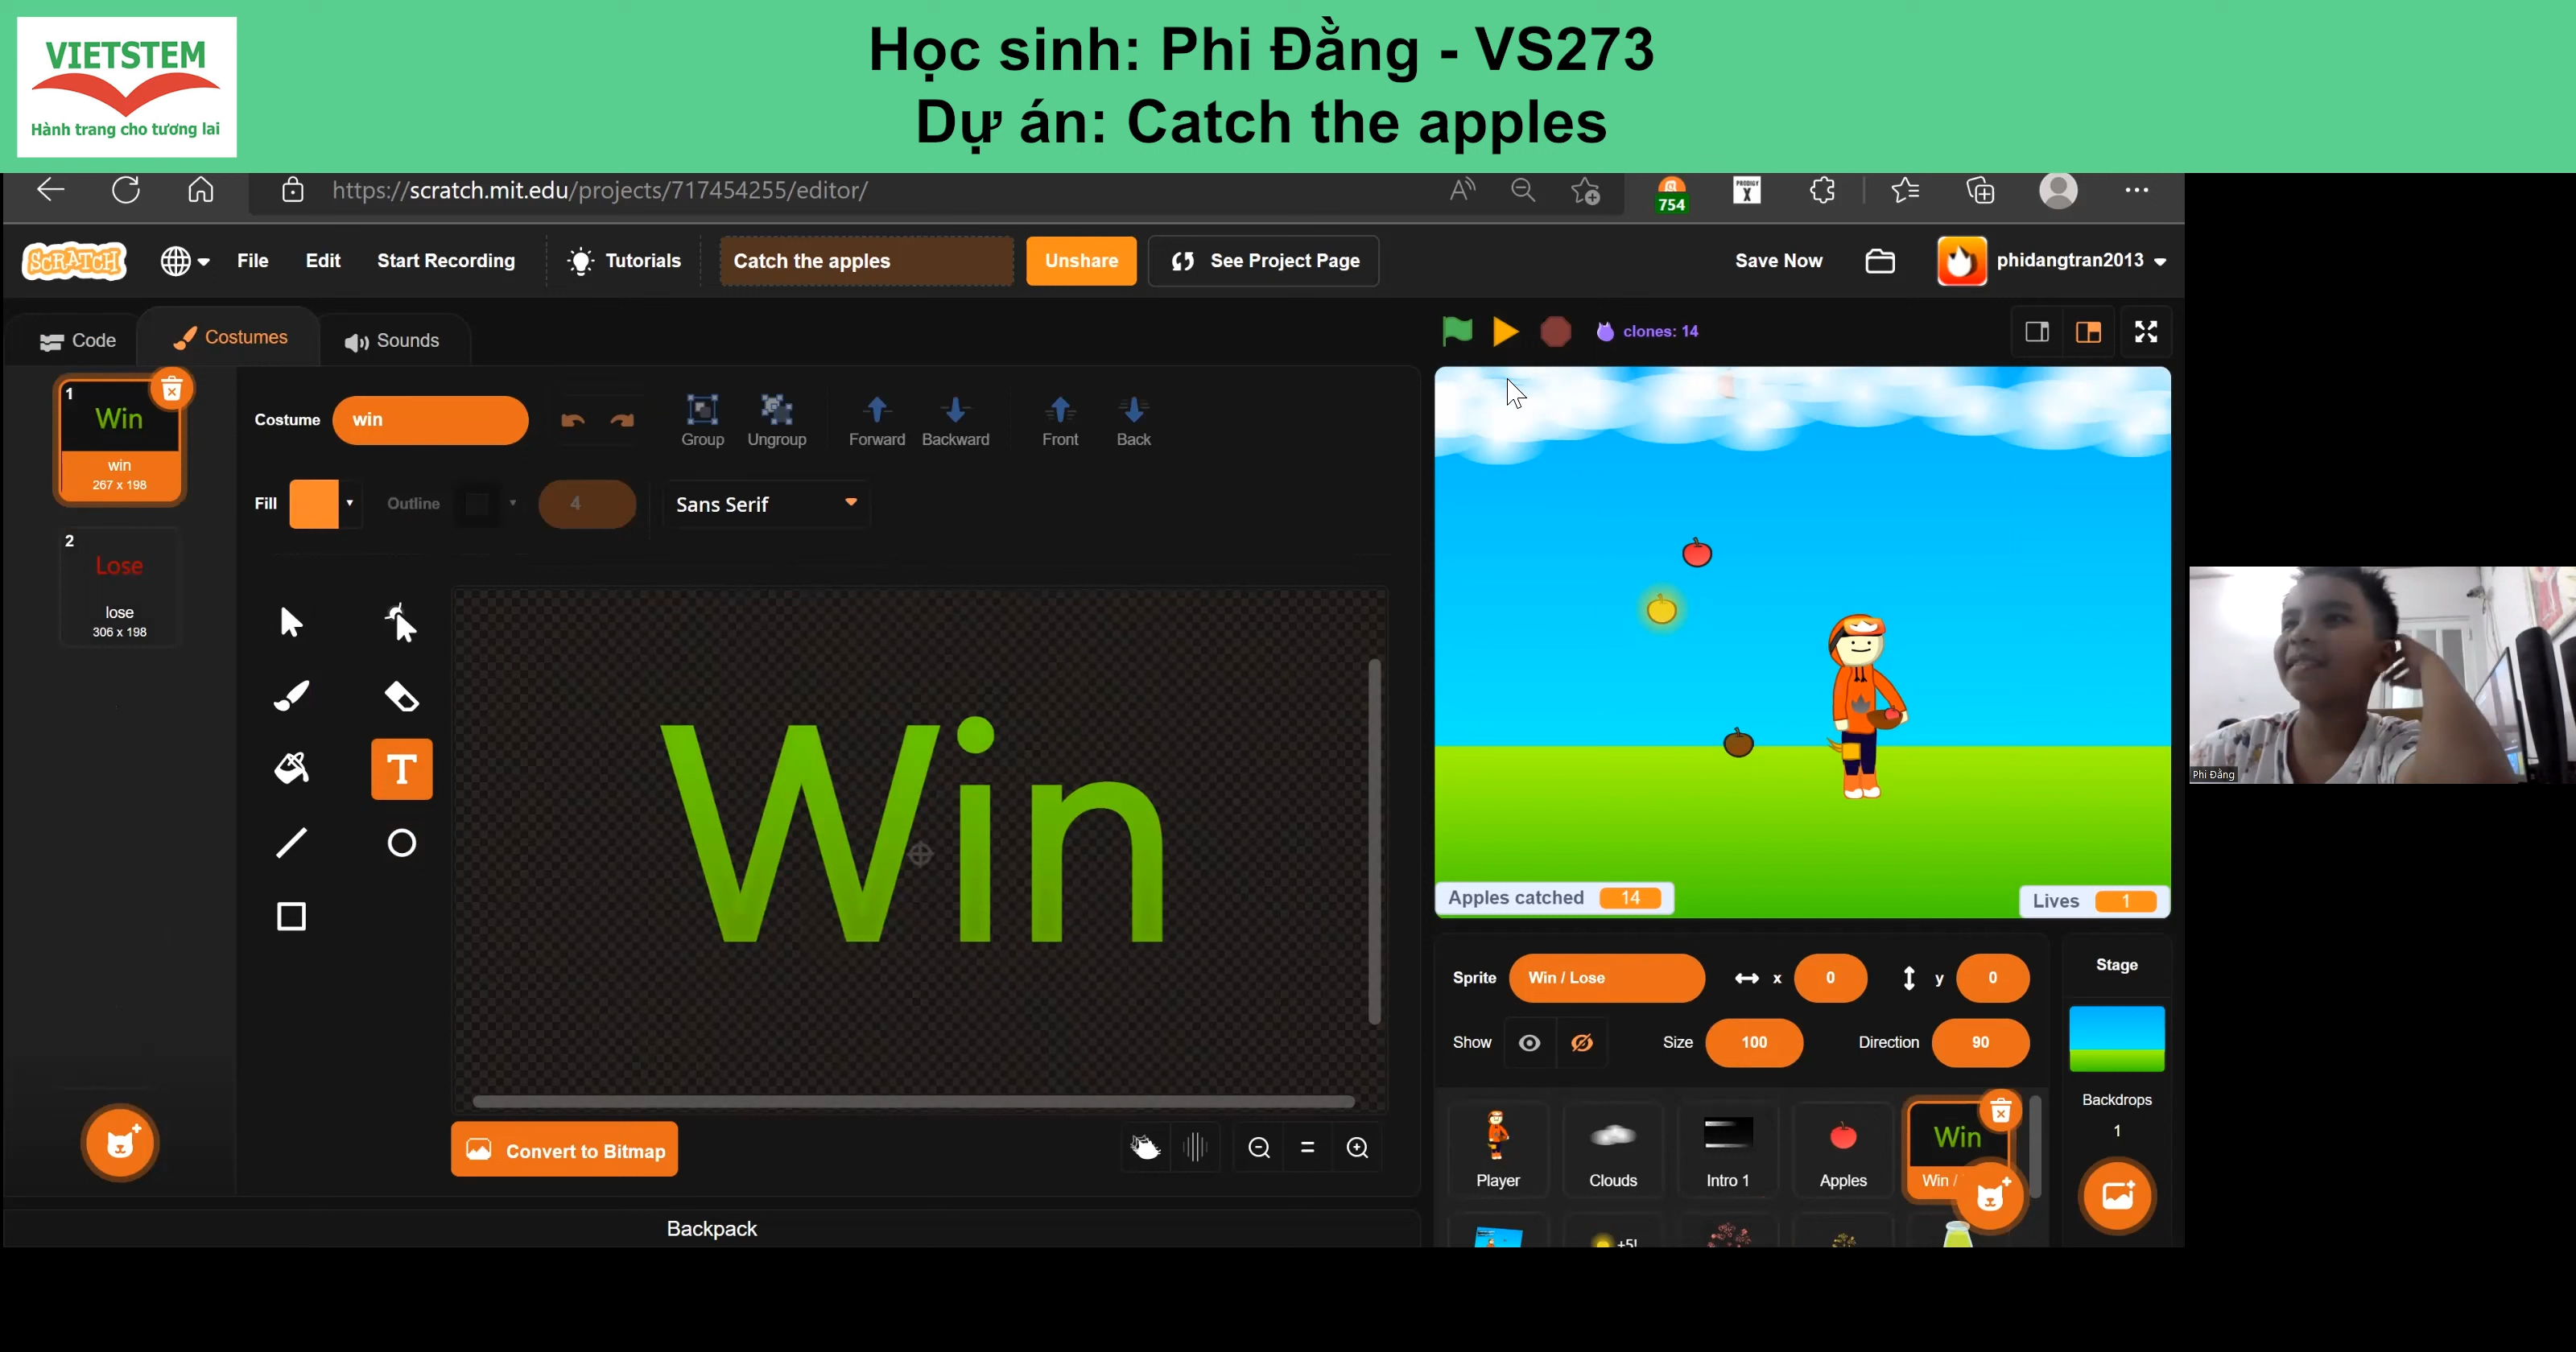 VIETSTEM
Hành trang cho tương lai
Học sinh: Phi Đằng - VS273
Dự án: Catch the apples
https://scratch.mit.edu/projects/717454255/editor/
754
PRODIGY
X
SCRATCH
File
Edit
Start Recording
Tutorials
Catch the apples
Unshare
See Project Page
Save Now
phidangtran2013
Code
Costumes
Sounds
clones: 14
1
Win
win
267 x 198
2
Lose
lose
306 x 198
Costume
win
Group
Ungroup
Forward
Backward
Front
Back
Fill
Outline
4
Sans Serif
T
Win
Convert to Bitmap
Backpack
Apples catched 14
Lives 1
Phi Đằng
Sprite
Win / Lose
x 0
y 0
Show
Size 100
Direction 90
Stage
Backdrops
1
Player
Clouds
Intro 1
Apples
Win
Win /
+5!